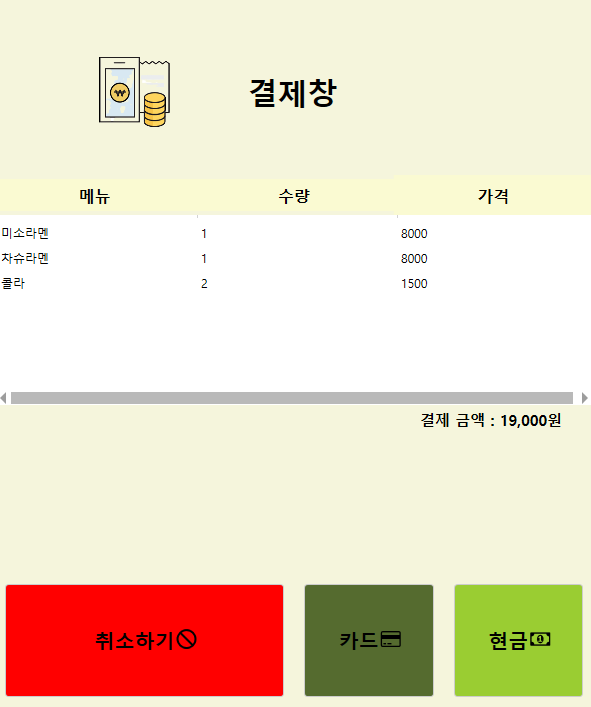 결제창
메뉴 수량 가격
미소라멘 1 8000
차슈라멘 1 8000
콜라 2 1500
결제 금액 : 19,000원
취소하기 카드 현금